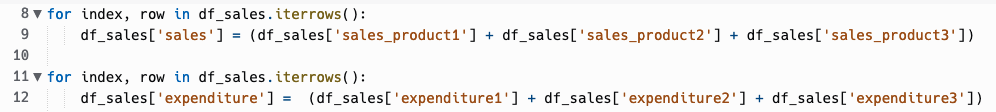 8 for index, row in df_sales.iterrows():
9     df_sales['sales'] = (df_sales['sales_product1'] + df_sales['sales_product2'] + df_sales['sales_product3'])
10
11 for index, row in df_sales.iterrows():
12     df_sales['expenditure'] =  (df_sales['expenditure1'] + df_sales['expenditure2'] + df_sales['expenditure3'])